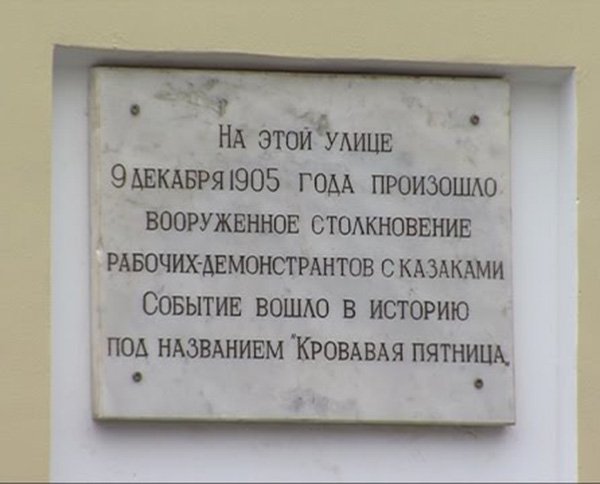 На этой улице
9 декабря 1905 года произошло
вооруженное столкновение
рабочих-демонстрантов с казаками
Событие вошло в историю
под названием "Кровавая пятница„